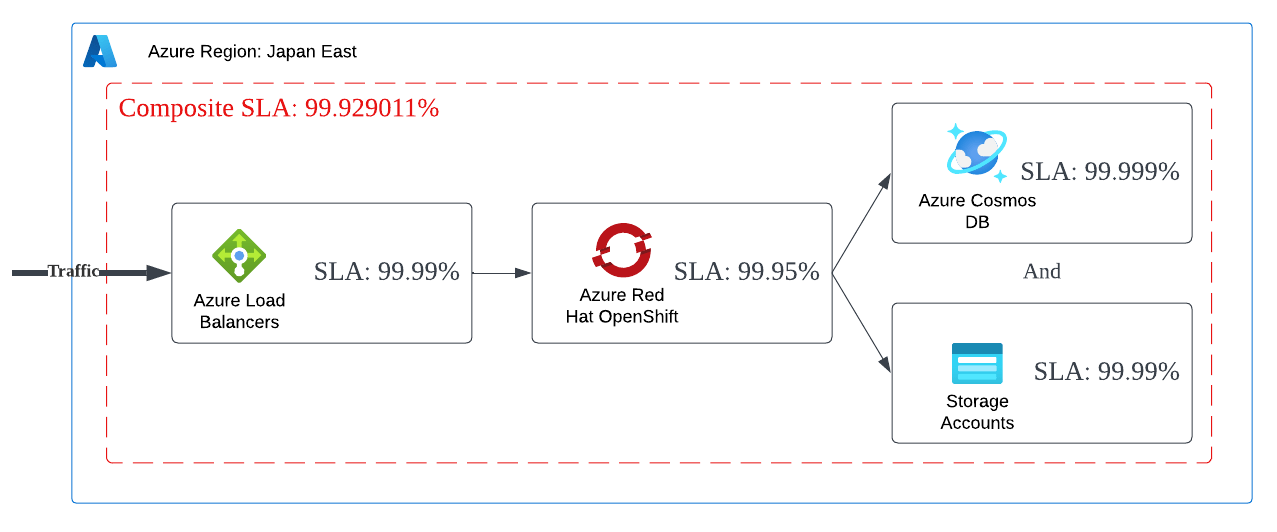 Azure Region: Japan East
Composite SLA: 99.929011%
Traffic
Azure Load
Balancers
SLA: 99.99%
Azure Red
Hat OpenShift
SLA: 99.95%
Azure Cosmos
DB
SLA: 99.999%
And
Storage
Accounts
SLA: 99.99%